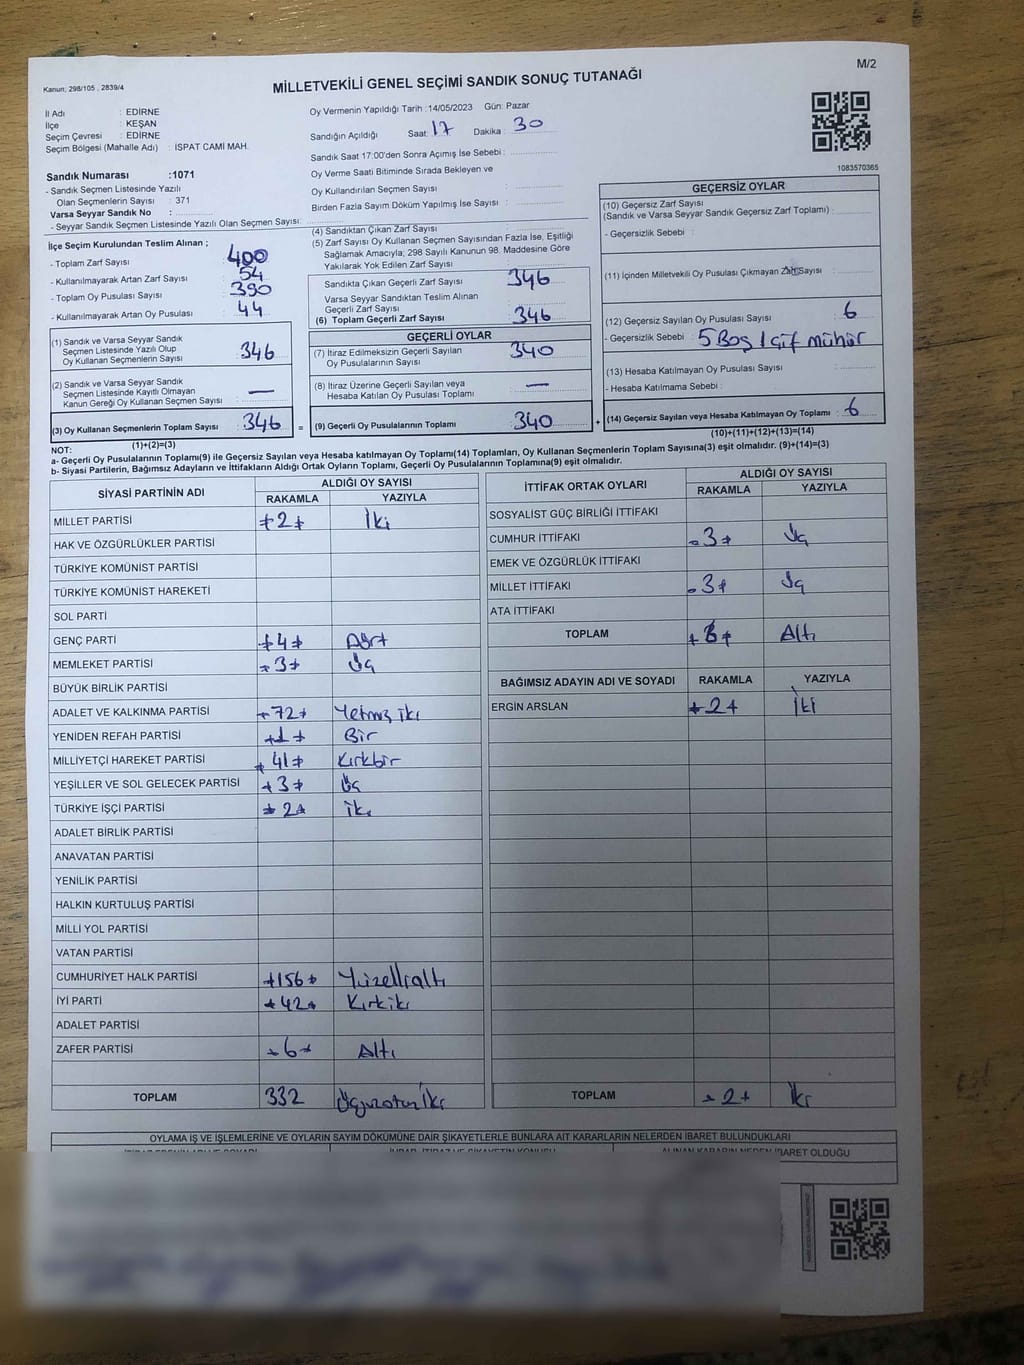 M/2
Kanun; 298/105 , 2839/4
MİLLETVEKİLİ GENEL SEÇİMİ SANDIK SONUÇ TUTANAĞI
İl Adı : EDİRNE
İlçe : KEŞAN
Seçim Çevresi : EDİRNE
Seçim Bölgesi (Mahalle Adı) : İSPAT CAMİ MAH.
Sandık Numarası :1071
- Sandık Seçmen Listesinde Yazılı
Olan Seçmenlerin Sayısı : 371
Varsa Seyyar Sandık No :
- Seyyar Sandık Seçmen Listesinde Yazılı Olan Seçmen Sayısı:
Oy Vermenin Yapıldığı Tarih :14/05/2023 Gün: Pazar
Sandığın Açıldığı Saat: 17 Dakika : 30
Sandık Saat 17:00'den Sonra Açımış İse Sebebi :
Oy Verme Saati Bitiminde Sırada Bekleyen ve
Oy Kullandırılan Seçmen Sayısı :
Birden Fazla Sayım Döküm Yapılmış İse Sayısı :
1083570365
İlçe Seçim Kurulundan Teslim Alınan ;
- Toplam Zarf Sayısı : 400
- Kullanılmayarak Artan Zarf Sayısı : 54
- Toplam Oy Pusulası Sayısı : 390
- Kullanılmayarak Artan Oy Pusulası : 44
(1) Sandık ve Varsa Seyyar Sandık
Seçmen Listesinde Yazılı Olup
Oy Kullanan Seçmenlerin Sayısı : 346
(2) Sandık ve Varsa Seyyar Sandık
Seçmen Listesinde Kayıtlı Olmayan
Kanun Gereği Oy Kullanan Seçmen Sayısı : —
(3) Oy Kullanan Seçmenlerin Toplam Sayısı : 346
(1)+(2)=(3)
(4) Sandıktan Çıkan Zarf Sayısı :
(5) Zarf Sayısı Oy Kullanan Seçmen Sayısından Fazla İse, Eşitliği
Sağlamak Amacıyla; 298 Sayılı Kanunun 98. Maddesine Göre
Yakılarak Yok Edilen Zarf Sayısı :
Sandıkta Çıkan Geçerli Zarf Sayısı : 346
Varsa Seyyar Sandıktan Teslim Alınan
Geçerli Zarf Sayısı :
(6) Toplam Geçerli Zarf Sayısı : 346
GEÇERLİ OYLAR
(7) İtiraz Edilmeksizin Geçerli Sayılan
Oy Pusulalarının Sayısı : 340
(8) İtiraz Üzerine Geçerli Sayılan veya
Hesaba Katılan Oy Pusulası Toplamı : —
= (9) Geçerli Oy Pusulalarının Toplamı : 340 +
GEÇERSİZ OYLAR
(10) Geçersiz Zarf Sayısı
(Sandık ve Varsa Seyyar Sandık Geçersiz Zarf Toplamı) :
- Geçersizlik Sebebi :
(11) İçinden Milletvekili Oy Pusulası Çıkmayan Zarf Sayısı :
(12) Geçersiz Sayılan Oy Pusulası Sayısı : 6
- Geçersizlik Sebebi : 5 Boş 1 çif mühür
(13) Hesaba Katılmayan Oy Pusulası Sayısı :
- Hesaba Katılmama Sebebi :
(14) Geçersiz Sayılan veya Hesaba Katılmayan Oy Toplamı : 6
(10)+(11)+(12)+(13)=(14)
NOT:
a- Geçerli Oy Pusulalarının Toplamı(9) ile Geçersiz Sayılan veya Hesaba katılmayan Oy Toplamı(14) Toplamları, Oy Kullanan Seçmenlerin Toplam Sayısına(3) eşit olmalıdır. (9)+(14)=(3)
b- Siyasi Partilerin, Bağımsız Adayların ve İttifakların Aldığı Ortak Oyların Toplamı, Geçerli Oy Pusulalarının Toplamına(9) eşit olmalıdır.
SİYASİ PARTİNİN ADI ALDIĞI OY SAYISI
RAKAMLA YAZIYLA
MİLLET PARTİSİ +2+ İki
HAK VE ÖZGÜRLÜKLER PARTİSİ
TÜRKİYE KOMÜNİST PARTİSİ
TÜRKİYE KOMÜNİST HAREKETİ
SOL PARTİ
GENÇ PARTİ +4+ Dört
MEMLEKET PARTİSİ +3+ Üç
BÜYÜK BİRLİK PARTİSİ
ADALET VE KALKINMA PARTİSİ +72+ Yetmiş iki
YENİDEN REFAH PARTİSİ +1+ Bir
MİLLİYETÇİ HAREKET PARTİSİ +41+ Kırkbir
YEŞİLLER VE SOL GELECEK PARTİSİ +3+ Üç
TÜRKİYE İŞÇİ PARTİSİ +2+ iki
ADALET BİRLİK PARTİSİ
ANAVATAN PARTİSİ
YENİLİK PARTİSİ
HALKIN KURTULUŞ PARTİSİ
MİLLİ YOL PARTİSİ
VATAN PARTİSİ
CUMHURİYET HALK PARTİSİ +156+ Yüzellialtı
İYİ PARTİ +42+ Kırkiki
ADALET PARTİSİ
ZAFER PARTİSİ +6+ Altı
TOPLAM 332 Üçyüzotuziki
İTTİFAK ORTAK OYLARI ALDIĞI OY SAYISI
RAKAMLA YAZIYLA
SOSYALİST GÜÇ BİRLİĞİ İTTİFAKI
CUMHUR İTTİFAKI +3+ Üç
EMEK VE ÖZGÜRLÜK İTTİFAKI
MİLLET İTTİFAKI +3+ Üç
ATA İTTİFAKI
TOPLAM +6+ Altı
BAĞIMSIZ ADAYIN ADI VE SOYADI RAKAMLA YAZIYLA
ERGİN ARSLAN +2+ İki
TOPLAM +2+ İki
OYLAMA İŞ VE İŞLEMLERİNE VE OYLARIN SAYIM DÖKÜMÜNE DAİR ŞİKAYETLERLE BUNLARA AİT KARARLARIN NELERDEN İBARET BULUNDUKLARI
ALINAN KARARIN NEDEN İBARET OLDUĞU